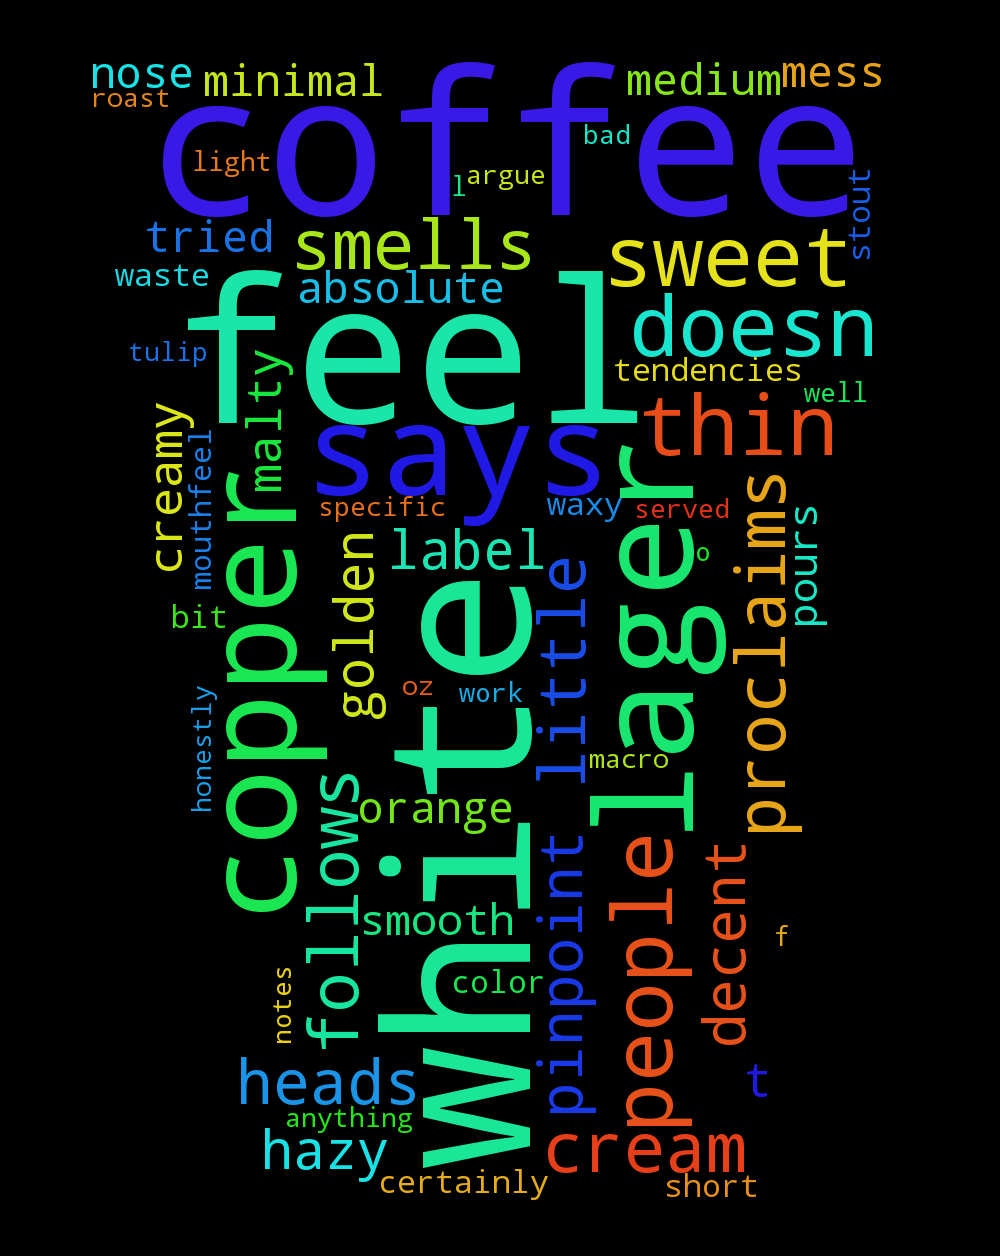 nose
minimal
medium
mess
roast
coffee
bad
light
l
argue
stout
tried
smells
sweet
waste
absolute
feel
doesn
tulip
tendencies
malty
well
thin
creamy
mouthfeel
says
copper
lager
specific
waxy
served
proclaims
pours
golden
label
little
o
white
bit
oz
work
honestly
macro
follows
orange
pinpoint
people
decent
smooth
f
color
notes
heads
t
anything
hazy
cream
certainly
short